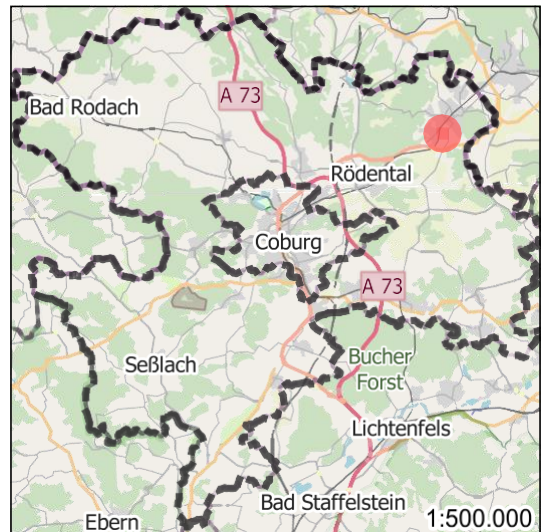 A 73
Bad Rodach
Rödental
Coburg
A 73
Seßlach
Bucher
Forst
Lichtenfels
Bad Staffelstein
Ebern
1:500.000